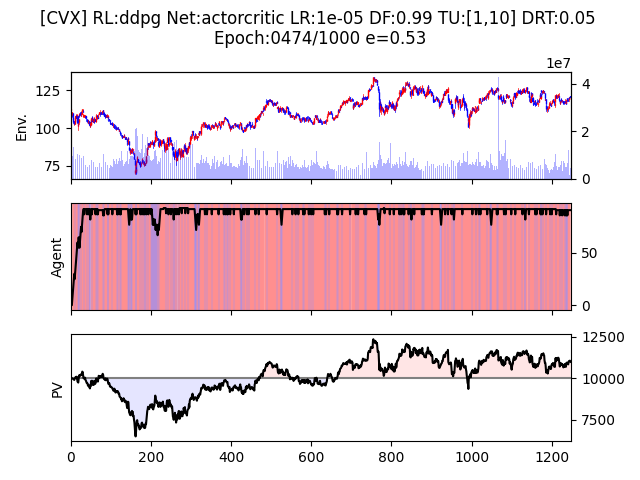 [CVX] RL:ddpg Net:actorcritic LR:1e-05 DF:0.99 TU:[1,10] DRT:0.05
Epoch:0474/1000 e=0.53
1e7
125
100
75
Env.
4
2
0
Agent
50
0
PV
12500
10000
7500
0 200 400 600 800 1000 1200